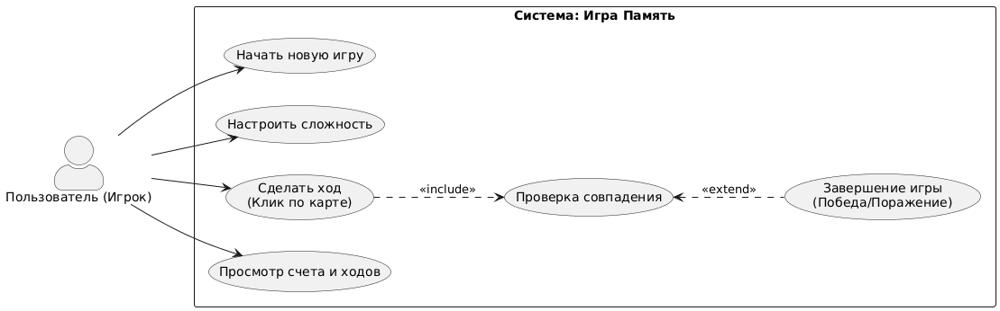 Система: Игра Память
Начать новую игру
Настроить сложность
Пользователь (Игрок)
Сделать ход
(Клик по карте)
«include»
Проверка совпадения
«extend»
Завершение игры
(Победа/Поражение)
Просмотр счета и ходов